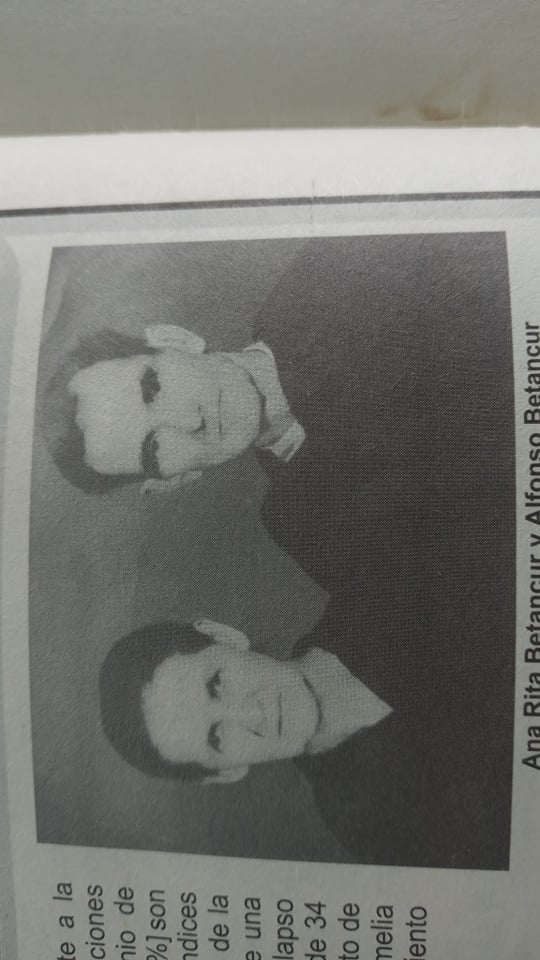 te a la
ciones
nio de
%] son
ndices
de la
e una
lapso
de 34
to de
melia
iento
Ana Rita Betancur y Alfonso Betancur